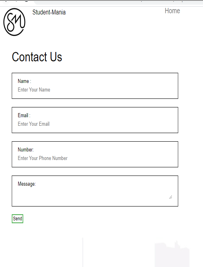 SM Student-Mania Home
Contact Us
Name :
Enter Your Name
Email:
Enter Your Email
Number:
Enter Your Phone Number
Message:
Send